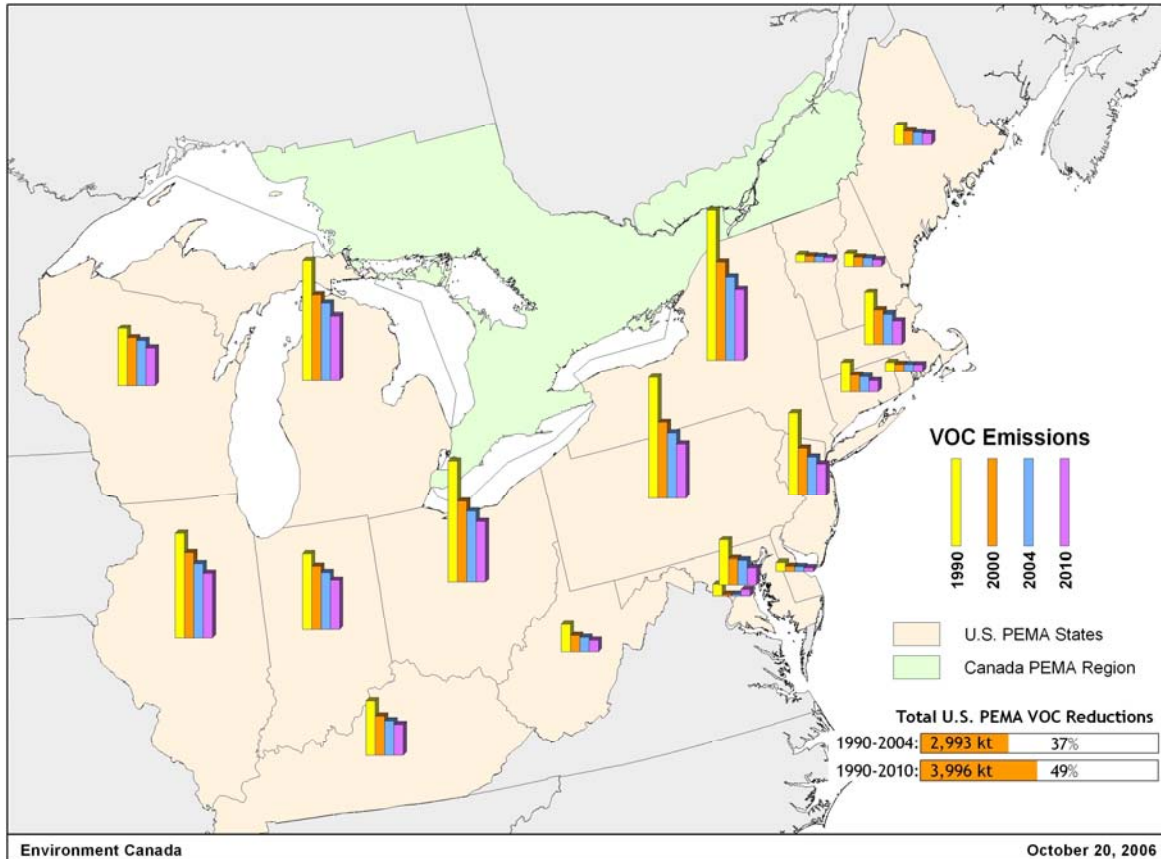 VOC Emissions
1990
2000
2004
2010
U.S. PEMA States
Canada PEMA Region
Total U.S. PEMA VOC Reductions
1990-2004: 2,993 kt 37%
1990-2010: 3,996 kt 49%
Environment Canada
October 20, 2006